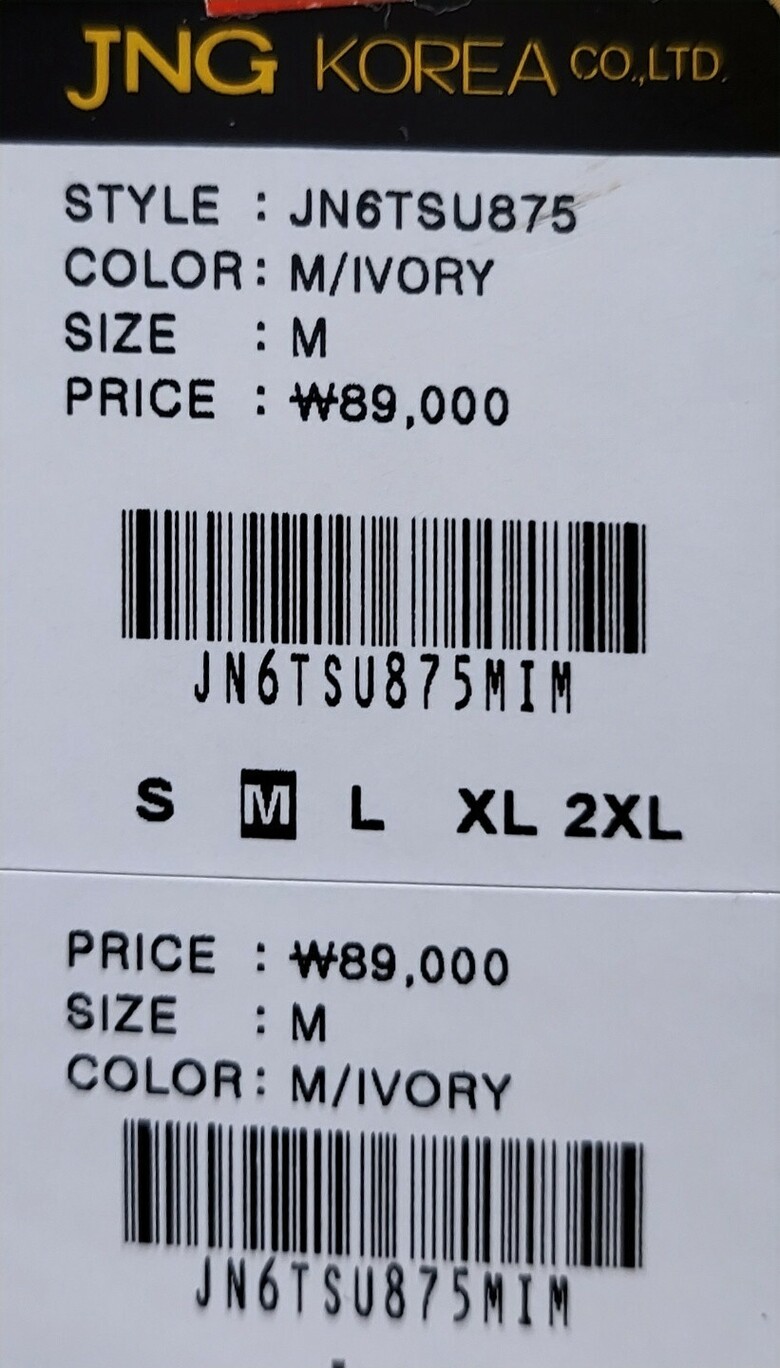 JNG KOREA CO.,LTD.
STYLE : JN6TSU875
COLOR : M/IVORY
SIZE : M
PRICE : ₩89,000
JN6TSU875MIM
S M L XL 2XL
PRICE : ₩89,000
SIZE : M
COLOR : M/IVORY
JN6TSU875MIM